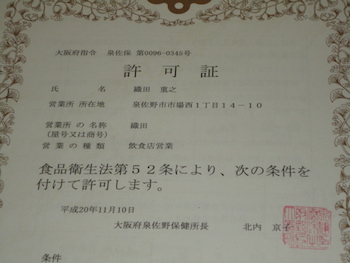 大阪府指令 泉佐保 第0096-0345号
許可証
氏 名 織田 憲之
営業所 所在地 泉佐野市市場西1丁目14-10
営業所 の 名称 織田
(屋号又は商号)
営業 の 種類 飲食店営業
食品衛生法第52条により、次の条件を
付けて許可します。
平成20年11月10日
大阪府泉佐野保健所長 北内 京子
条件